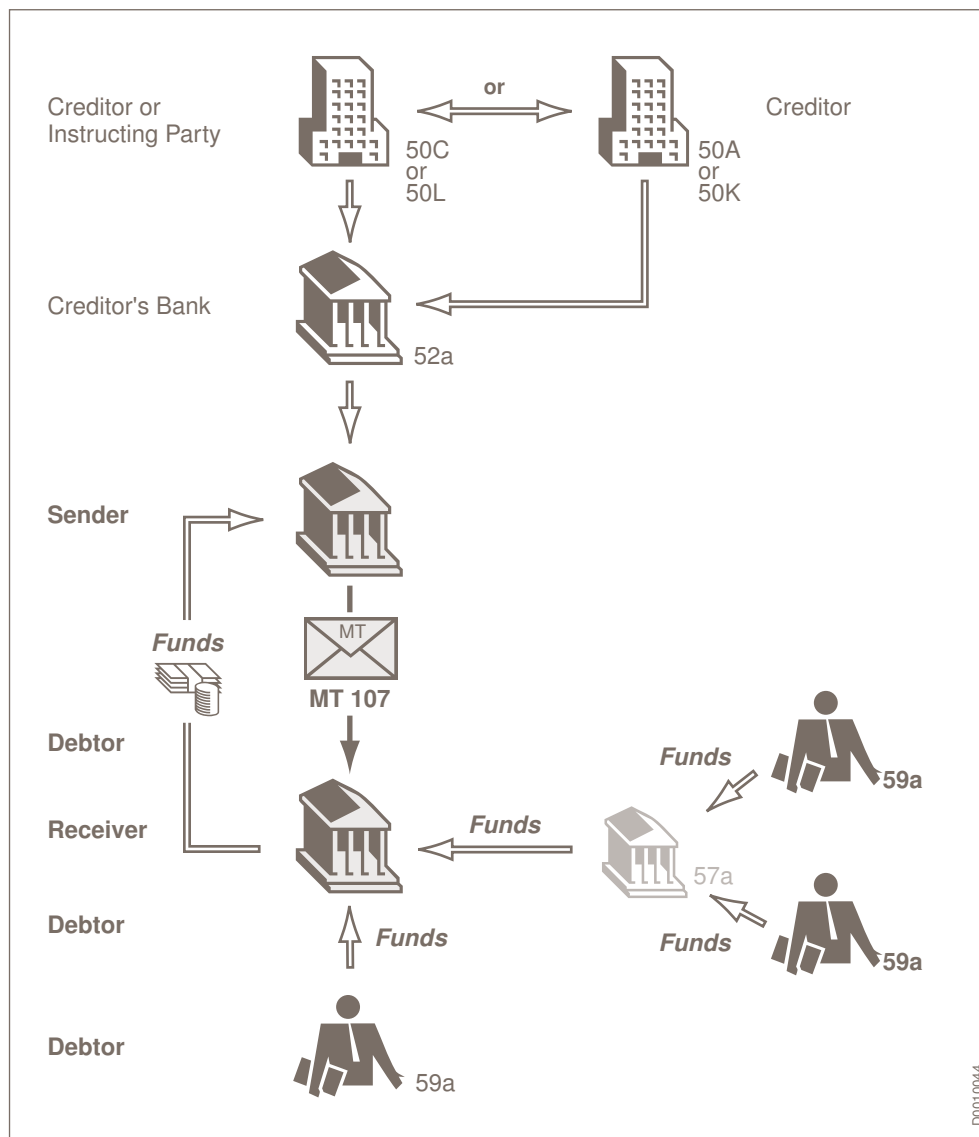 or
Creditor or
Instructing Party
Creditor
50C
or
50L
50A
or
50K
Creditor's Bank
52a
Sender
Funds
MT
MT 107
Debtor
Funds
59a
Receiver
Funds
57a
Debtor
Funds
Funds
59a
Debtor
59a
D0010044